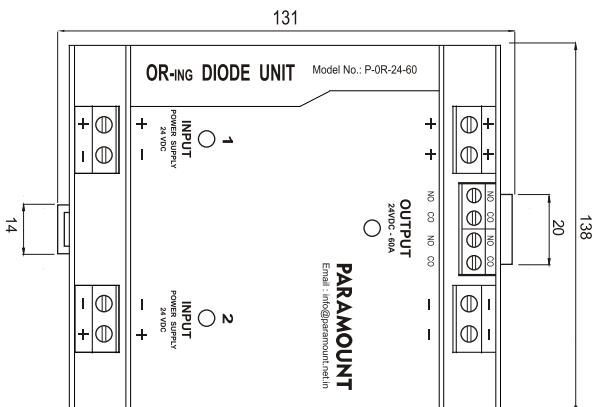 131
OR-ING DIODE UNIT Model No.: P-0R-24-60
+ +
- -
INPUT 1
POWER SUPPLY
24 VDC
+ +
+ +
NO NO
CO CO
NO NO
CO CO
OUTPUT
24VDC - 60A
14
20
138
PARAMOUNT
Email : info@paramount.net.in
- -
+ +
INPUT 2
POWER SUPPLY
24 VDC
- -
- -